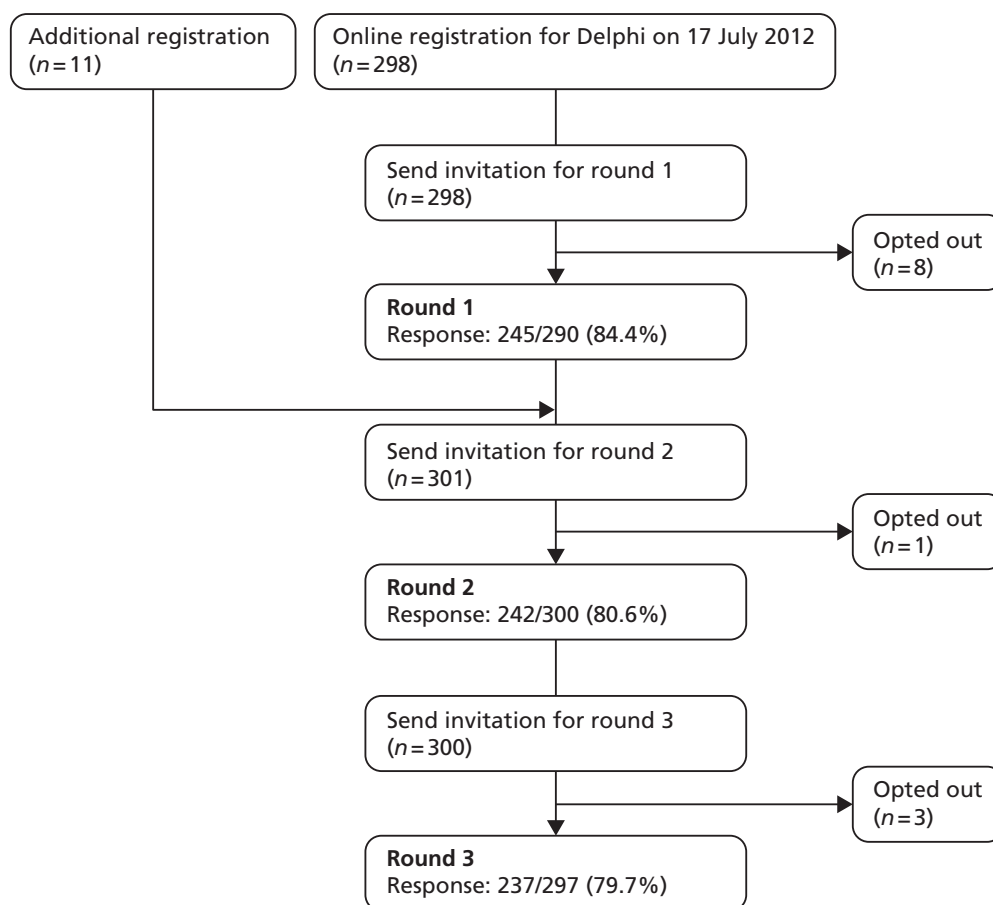 Additional registration
(n=11)
Online registration for Delphi on 17 July 2012
(n=298)
Send invitation for round 1
(n=298)
Opted out
(n=8)
Round 1
Response: 245/290 (84.4%)
Send invitation for round 2
(n=301)
Opted out
(n=1)
Round 2
Response: 242/300 (80.6%)
Send invitation for round 3
(n=300)
Opted out
(n=3)
Round 3
Response: 237/297 (79.7%)